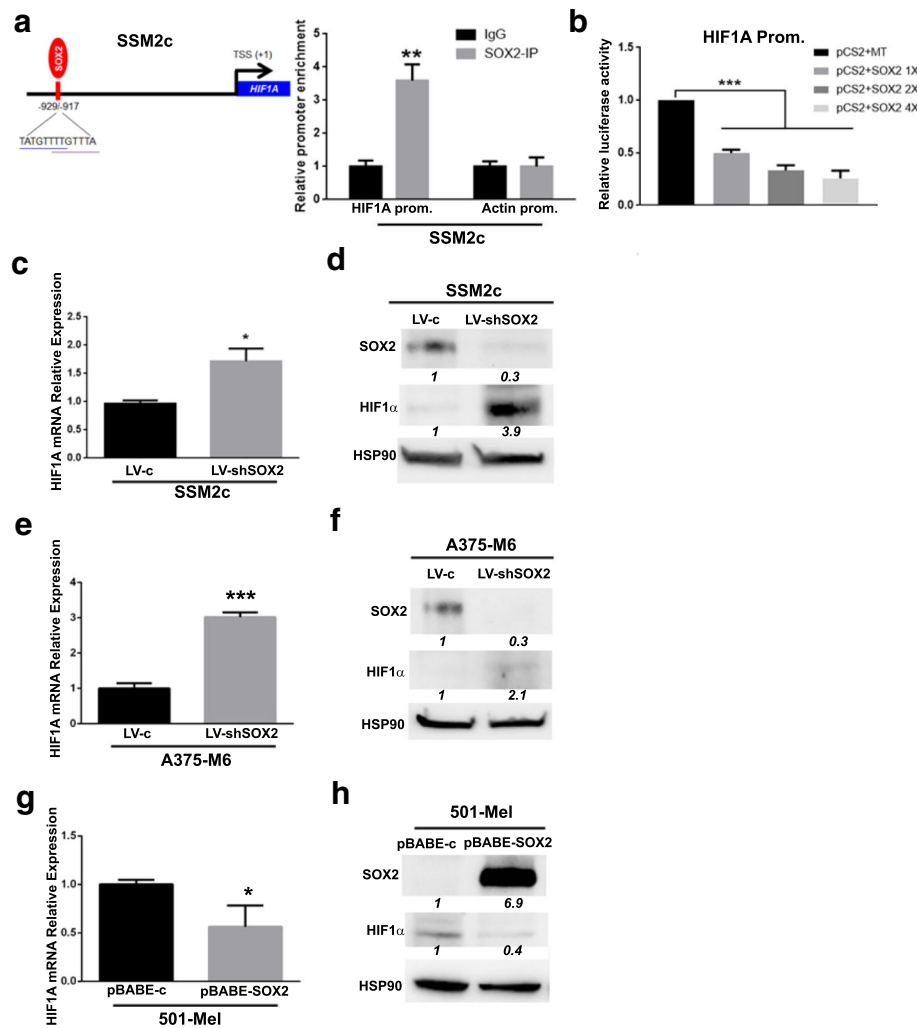 a
SSM2c
SOX2
TSS (+1)
HIF1A
-929/-917
TATGTTTTGTTTA
Relative promoter enrichment
5
4
3
2
1
0
**
IgG
SOX2-IP
HIF1A prom.
Actin prom.
SSM2c
b
HIF1A Prom.
Relative luciferase activity
1.5
1.0
0.5
0.0
***
pCS2+MT
pCS2+SOX2 1X
pCS2+SOX2 2X
pCS2+SOX2 4X
c
HIF1A mRNA Relative Expression
2.5
2.0
1.5
1.0
0.5
0.0
*
LV-c
LV-shSOX2
SSM2c
d
SSM2c
LV-c LV-shSOX2
SOX2
1 0.3
HIF1α
1 3.9
HSP90
e
HIF1A mRNA Relative Expression
4
3
2
1
0
***
LV-c
LV-shSOX2
A375-M6
f
A375-M6
LV-c LV-shSOX2
SOX2
1 0.3
HIF1α
1 2.1
HSP90
g
HIF1A mRNA Relative Expression
1.5
1.0
0.5
0.0
*
pBABE-c
pBABE-SOX2
501-Mel
h
501-Mel
pBABE-c pBABE-SOX2
SOX2
1 6.9
HIF1α
1 0.4
HSP90